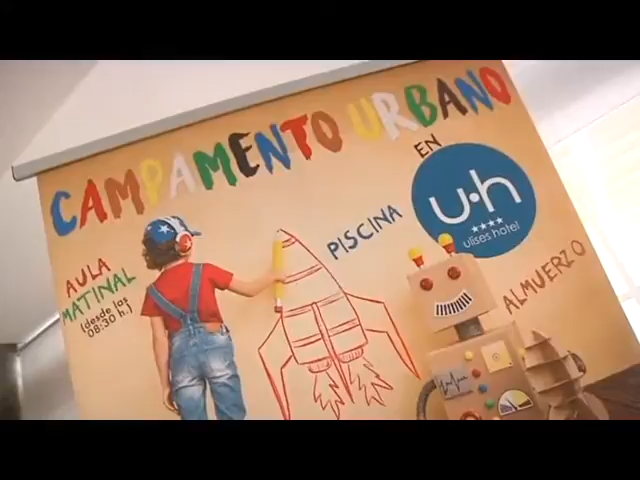 CAMPAMENTO URBANO
EN
u·h
ulises hotel
PISCINA
AULA
MATINAL
(desde las
08:30 h.)
ALMUERZO